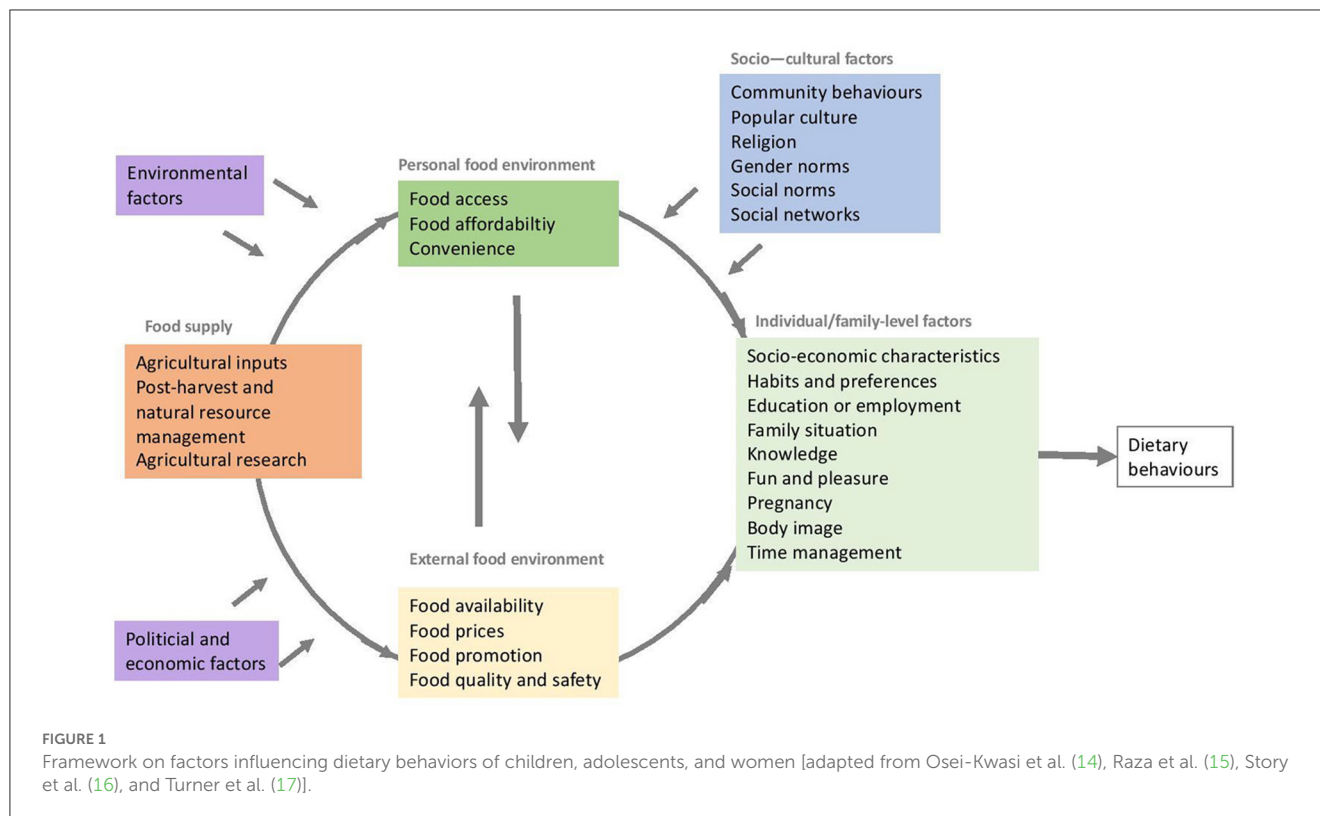 Socio—cultural factors
Community behaviours
Popular culture
Religion
Gender norms
Social norms
Social networks
Environmental
factors
Personal food environment
Food access
Food affordabiltiy
Convenience
Food supply
Agricultural inputs
Post-harvest and
natural resource
management
Agricultural research
Individual/family-level factors
Socio-economic characteristics
Habits and preferences
Education or employment
Family situation
Knowledge
Fun and pleasure
Pregnancy
Body image
Time management
Dietary
behaviours
External food environment
Food availability
Food prices
Food promotion
Food quality and safety
Politicial and
economic factors
FIGURE 1
Framework on factors influencing dietary behaviors of children, adolescents, and women [adapted from Osei-Kwasi et al. (14), Raza et al. (15), Story
et al. (16), and Turner et al. (17)].